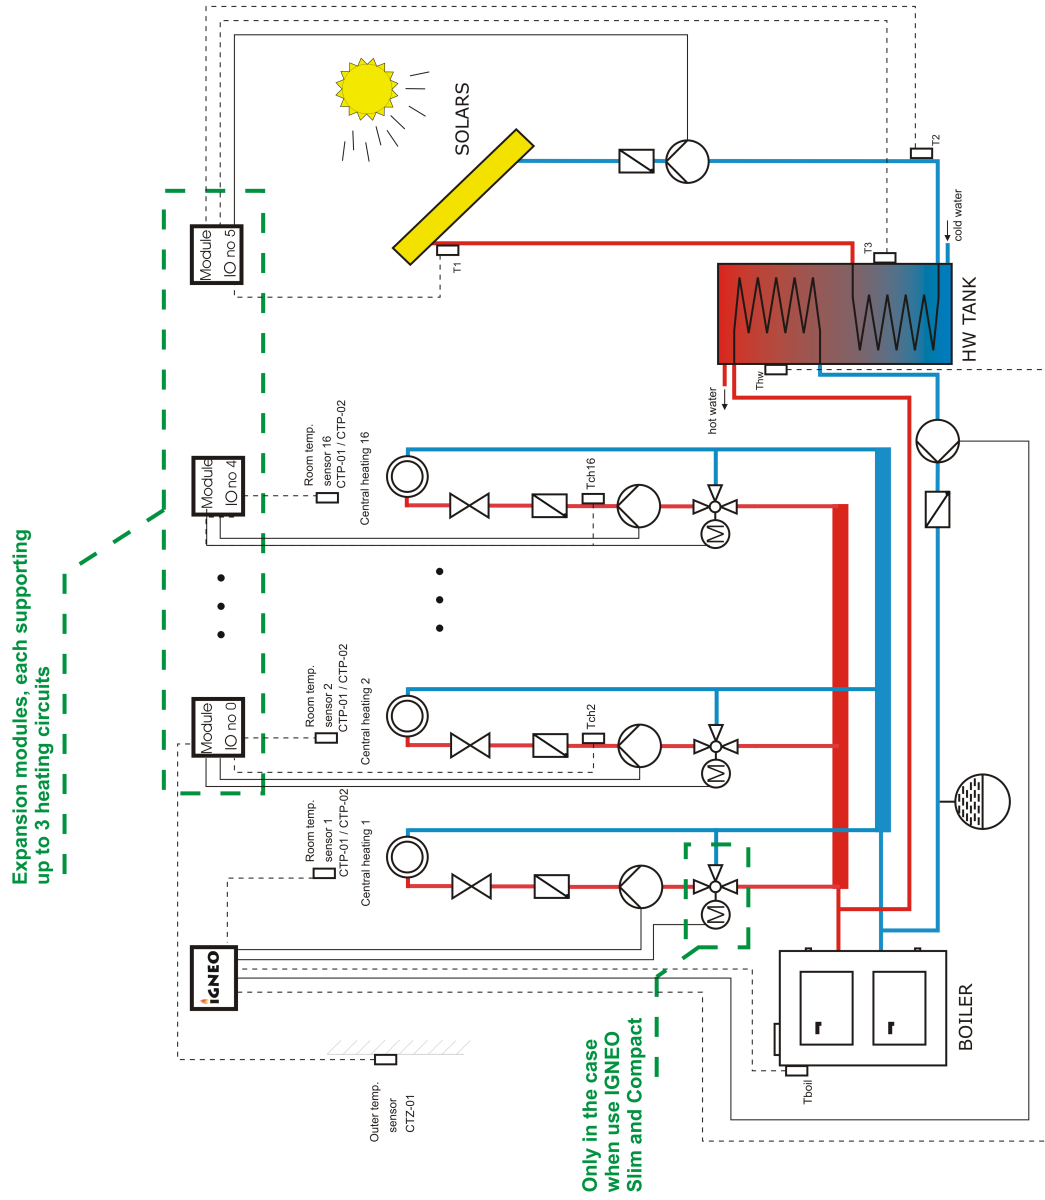 Expansion modules, each supporting
up to 3 heating circuits
Module
IO no 0
Module
IO no 4
Module
IO no 5
IGNEO
Outer temp.
sensor
CTZ-01
Room temp.
sensor 1
CTP-01 / CTP-02
Central heating 1
Room temp.
sensor 2
CTP-01 / CTP-02
Central heating 2
Room temp.
sensor 16
CTP-01 / CTP-02
Central heating 16
SOLARS
T1
T2
T3
Tch2
Tch16
M
M
M
hot water
Thw
cold water
HW TANK
Only in the case
when use IGNEO
Slim and Compact
Tboil
BOILER